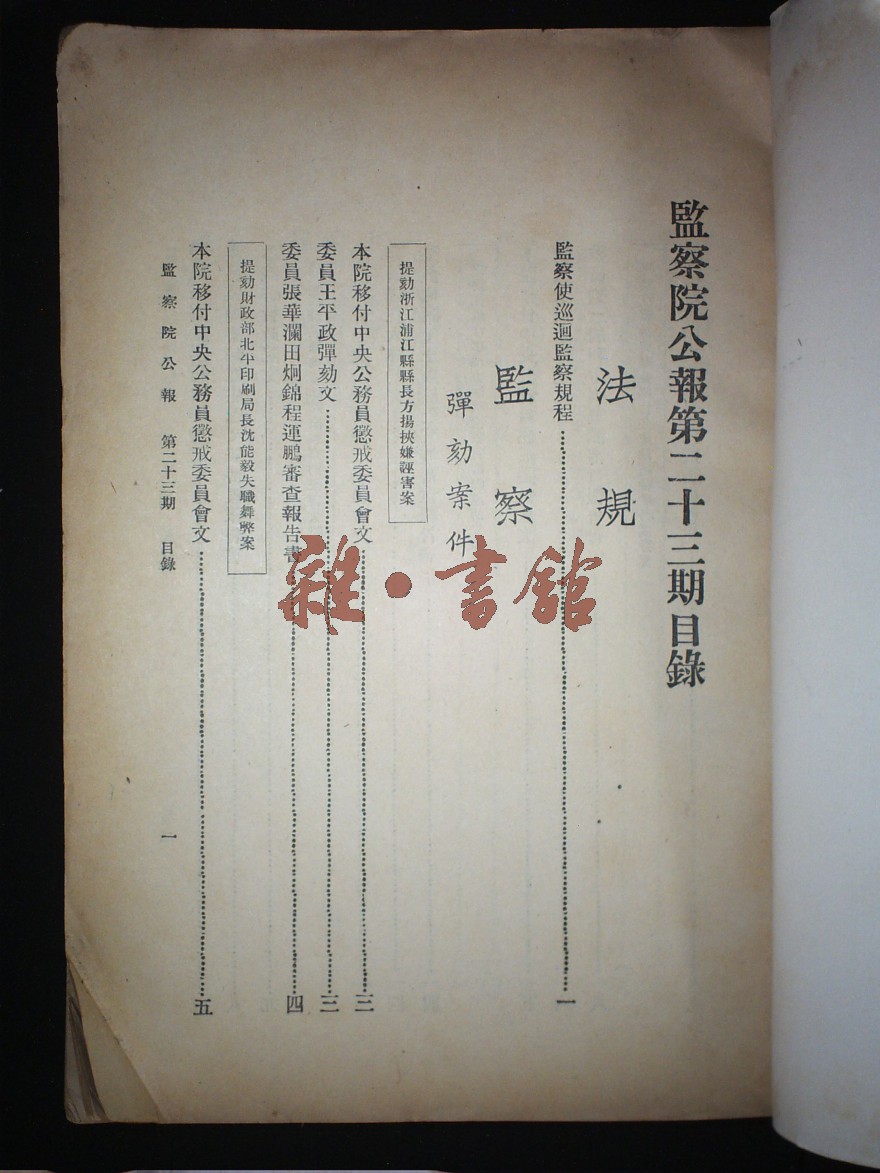 監察院公報第二十三期目錄
法規
監察使巡迴監察規程……一
監察
彈劾案件
提劾浙江浦江縣縣長方揚挾嫌誣害案
本院移付中央公務員懲戒委員會文……三
委員王平政彈劾文……三
委員張華瀾田炯錦程運鵬審查報告書……四
提劾財政部北平印刷局長沈能毅失職舞弊案
本院移付中央公務員懲戒委員會文……五
監察院公報 第二十三期 目錄 一
雜·書館